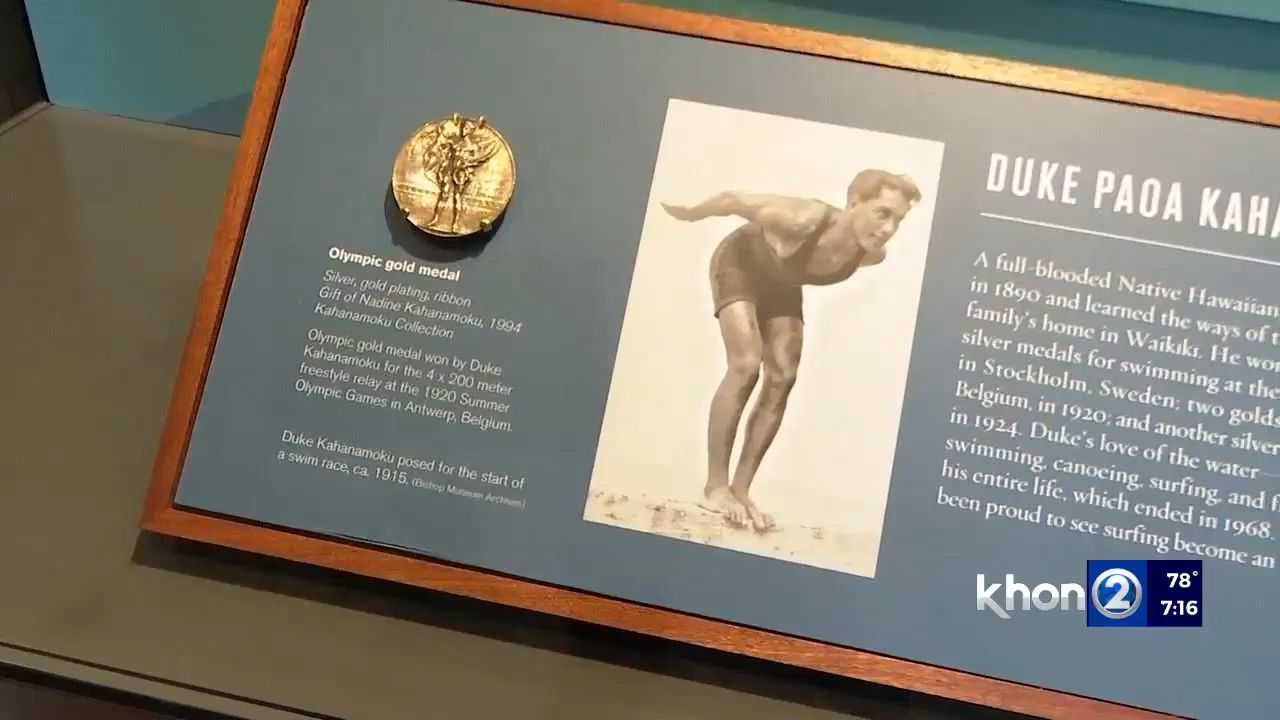 Olympic gold medal
Silver, gold plating, ribbon
Gift of Nadine Kahanamoku, 1994
Kahanamoku Collection
Olympic gold medal won by Duke
Kahanamoku for the 4 x 200 meter
freestyle relay at the 1920 Summer
Olympic Games in Antwerp, Belgium.
Duke Kahanamoku posed for the start of
a swim race, ca. 1915. (Bishop Museum Archives)
DUKE PAOA KAHA
A full-blooded Native Hawaiian
in 1890 and learned the ways of t
family's home in Waikiki. He wo
silver medals for swimming at the
in Stockholm, Sweden; two golds
Belgium, in 1920; and another silver
in 1924. Duke's love of the water—
swimming, canoeing, surfing, and f
his entire life, which ended in 1968.
been proud to see surfing become an
khon 2
78°
7:16